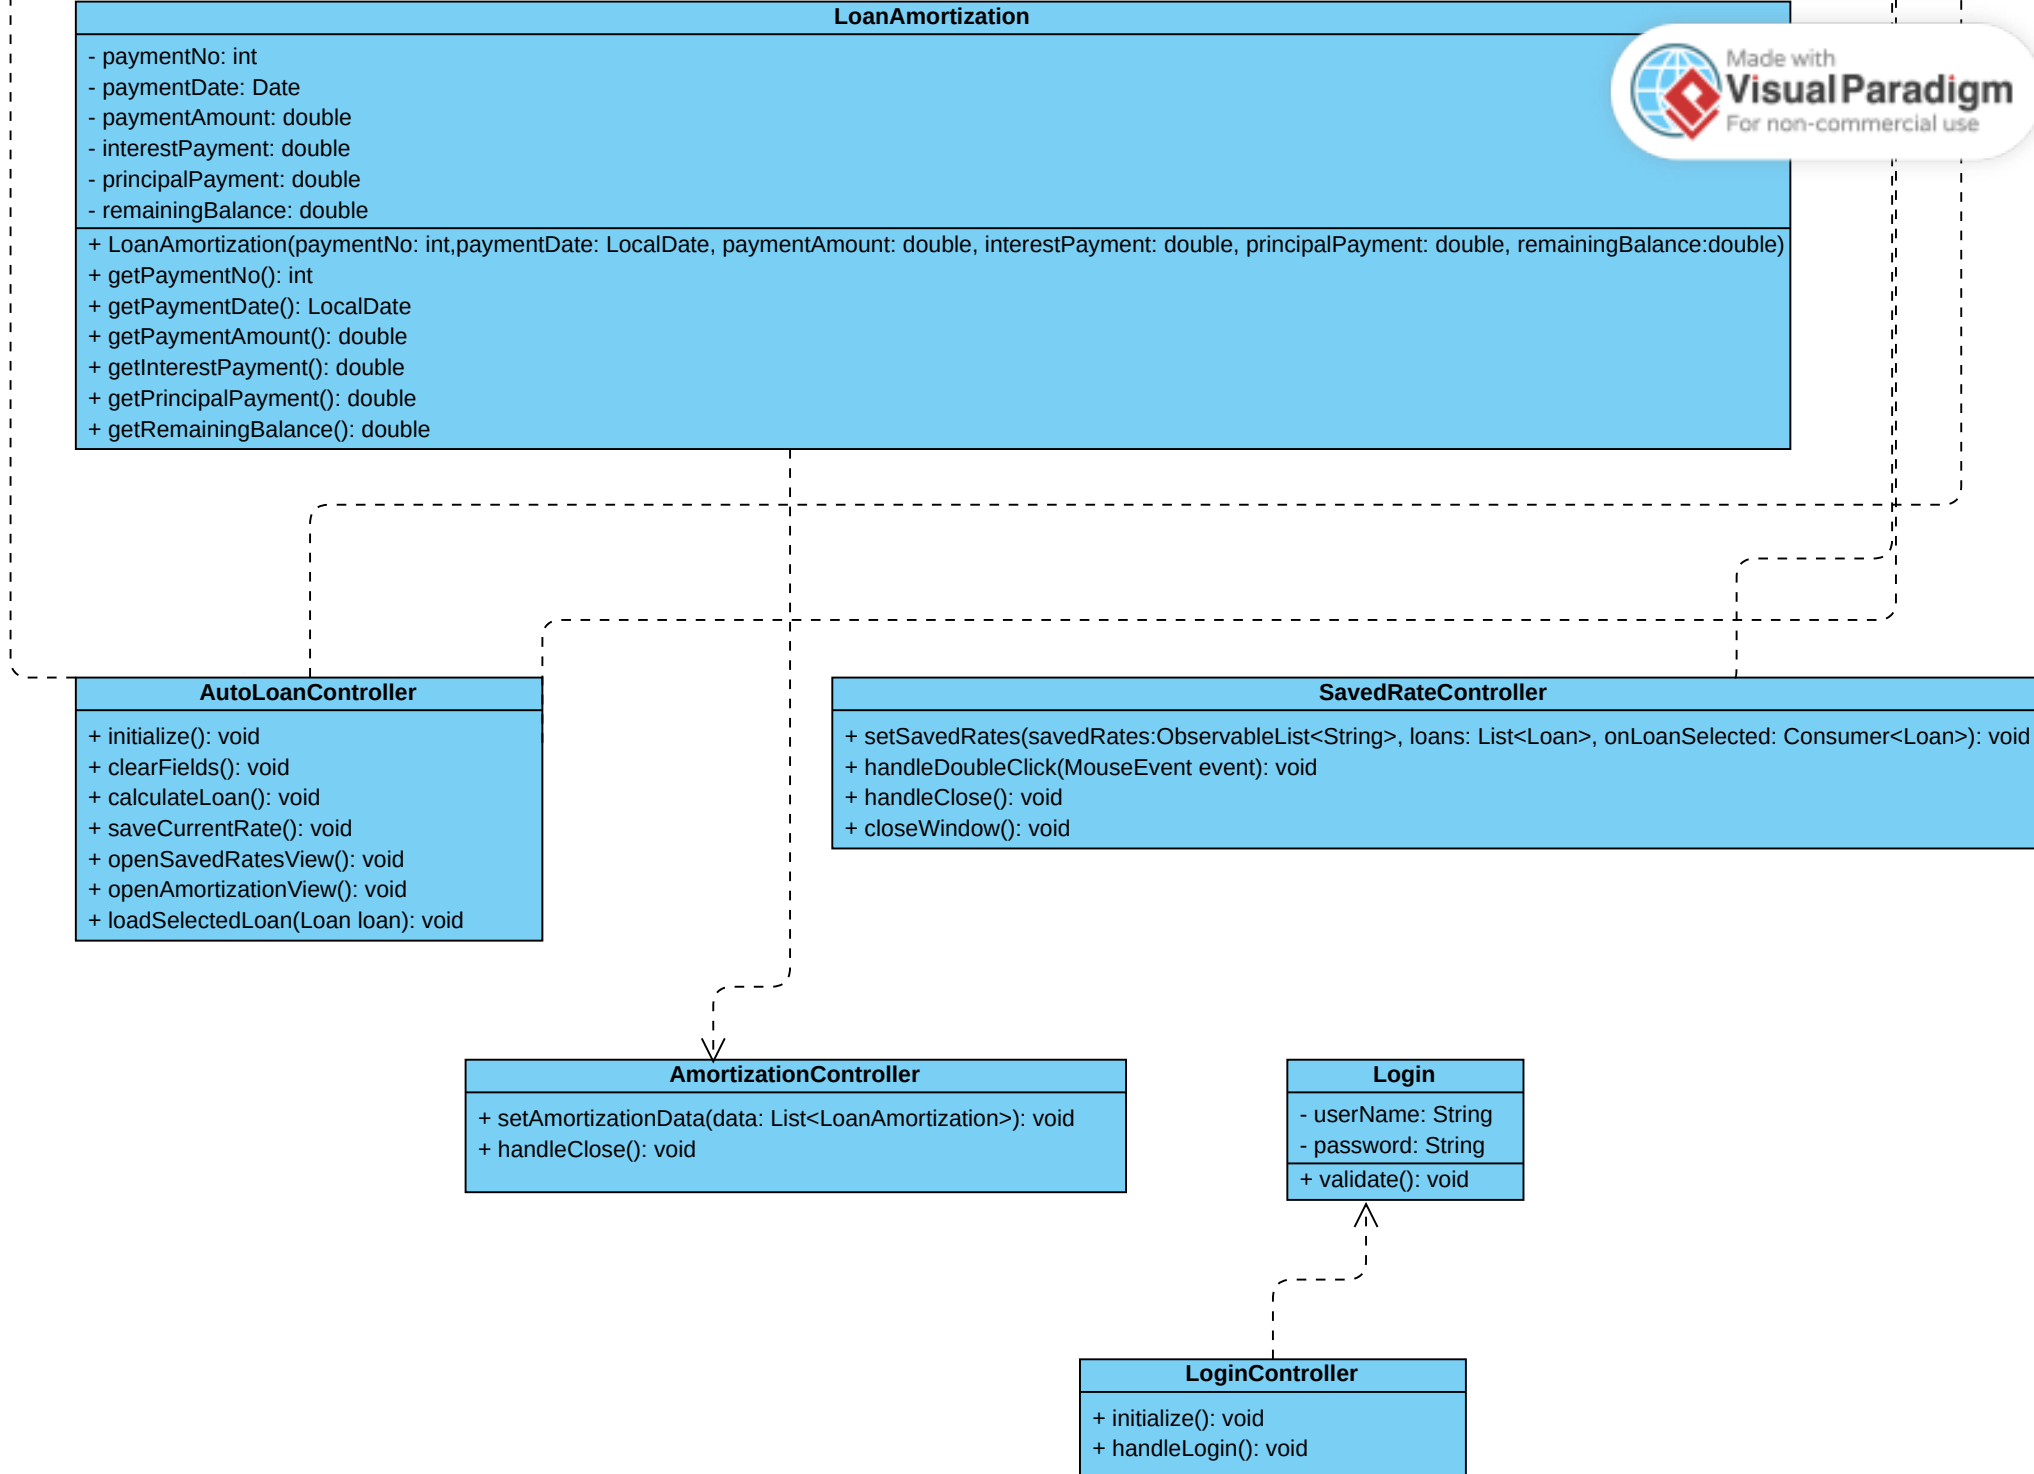 LoanAmortization
- paymentNo: int
- paymentDate: Date
- paymentAmount: double
- interestPayment: double
- principalPayment: double
- remainingBalance: double
+ LoanAmortization(paymentNo: int,paymentDate: LocalDate, paymentAmount: double, interestPayment: double, principalPayment: double, remainingBalance:double)
+ getPaymentNo(): int
+ getPaymentDate(): LocalDate
+ getPaymentAmount(): double
+ getInterestPayment(): double
+ getPrincipalPayment(): double
+ getRemainingBalance(): double
Made with
Visual Paradigm
For non-commercial use
AutoLoanController
+ initialize(): void
+ clearFields(): void
+ calculateLoan(): void
+ saveCurrentRate(): void
+ openSavedRatesView(): void
+ openAmortizationView(): void
+ loadSelectedLoan(Loan loan): void
SavedRateController
+ setSavedRates(savedRates:ObservableList<String>, loans: List<Loan>, onLoanSelected: Consumer<Loan>): void
+ handleDoubleClick(MouseEvent event): void
+ handleClose(): void
+ closeWindow(): void
AmortizationController
+ setAmortizationData(data: List<LoanAmortization>): void
+ handleClose(): void
Login
- userName: String
- password: String
+ validate(): void
LoginController
+ initialize(): void
+ handleLogin(): void